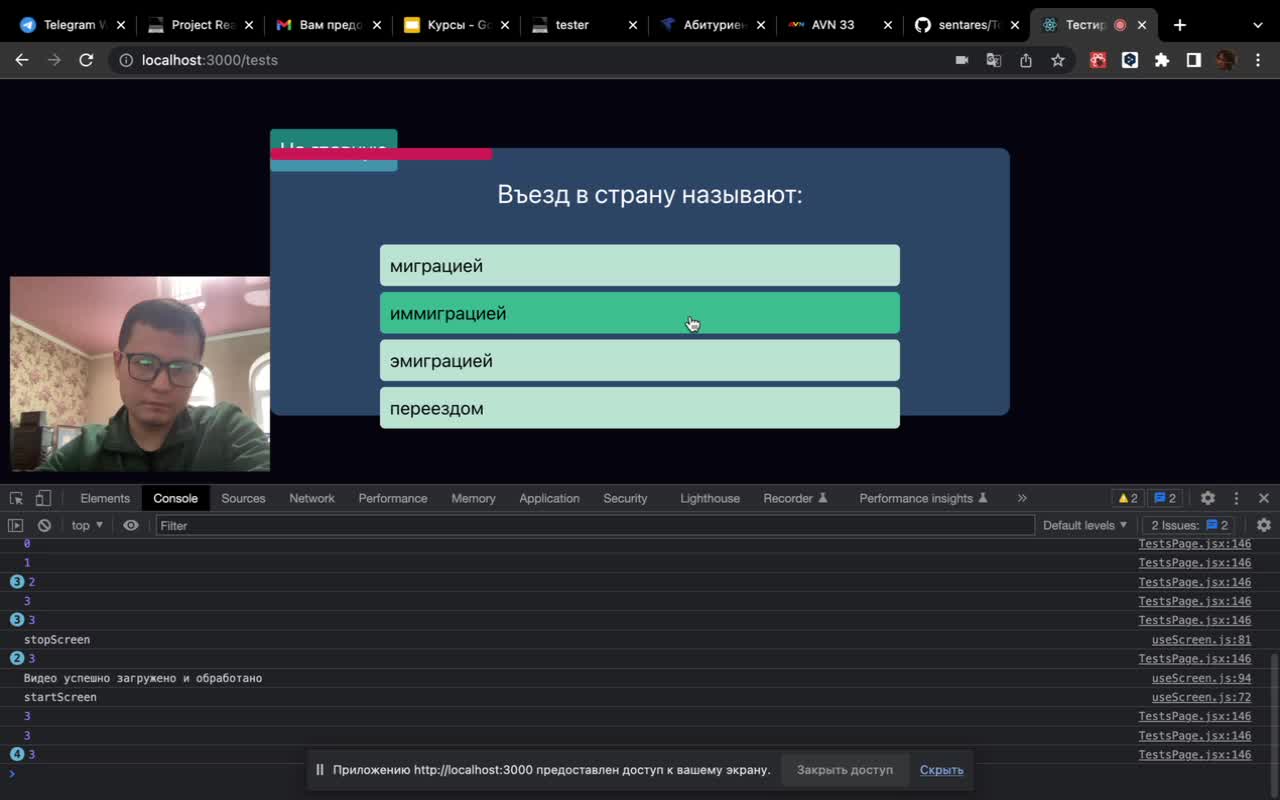 Telegram W
Project Rea
Вам предо
Курсы - Go
tester
Абитуриен
AVN 33
sentares/Te
Тестир
localhost:3000/tests
Въезд в страну называют:
миграцией
иммиграцией
эмиграцией
переездом
Elements Console Sources Network Performance Memory Application Security Lighthouse Recorder Performance insights 2 2
top Filter Default levels 2 Issues: 2
0 TestsPage.jsx:146
1 TestsPage.jsx:146
3 2 TestsPage.jsx:146
3 TestsPage.jsx:146
3 3 TestsPage.jsx:146
stopScreen useScreen.js:81
2 3 TestsPage.jsx:146
Видео успешно загружено и обработано useScreen.js:94
startScreen useScreen.js:72
3 TestsPage.jsx:146
3 TestsPage.jsx:146
4 3 TestsPage.jsx:146
Приложению http://localhost:3000 предоставлен доступ к вашему экрану. Закрыть доступ Скрыть